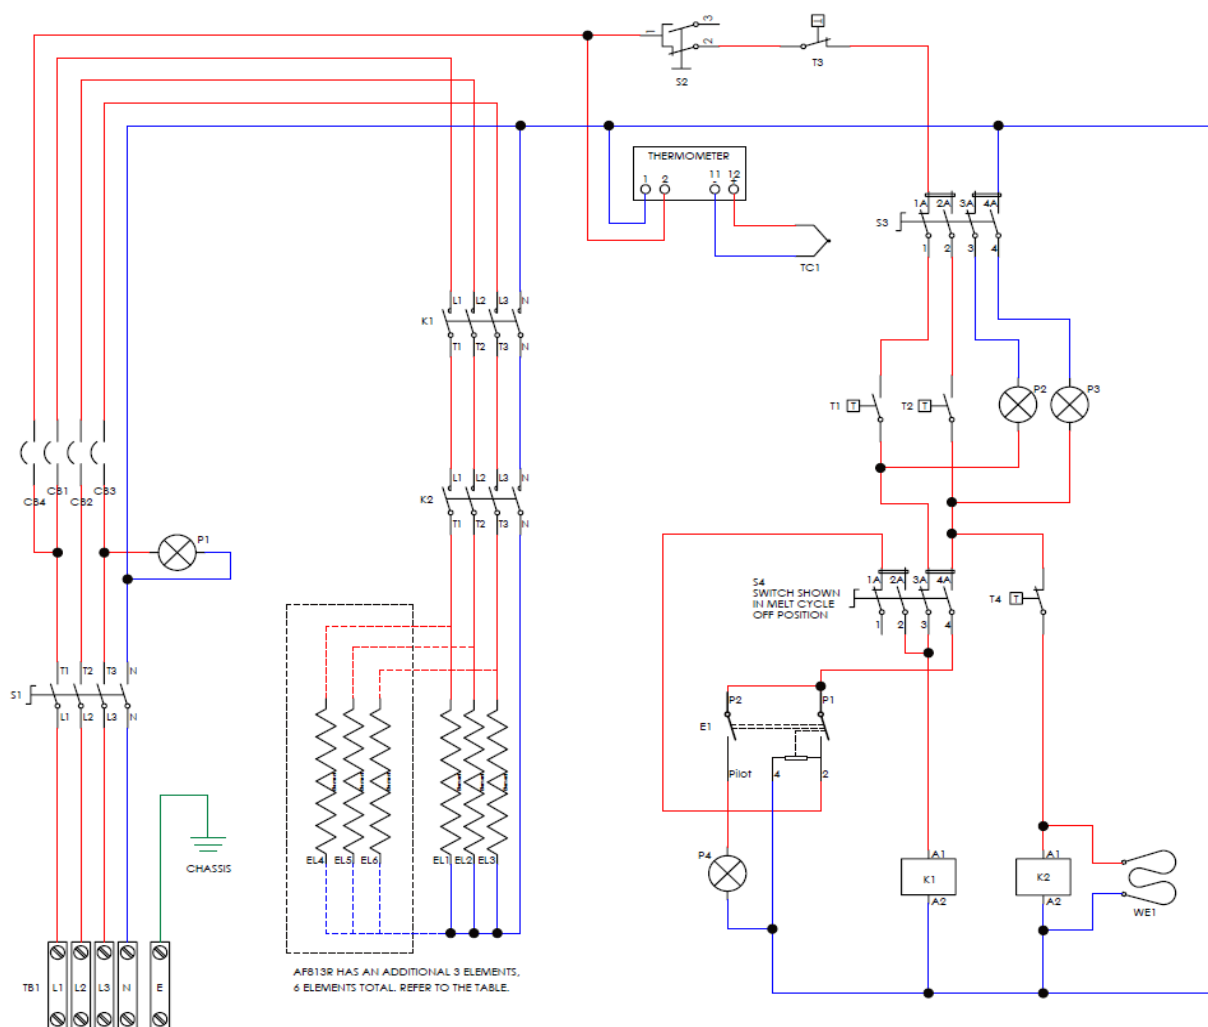 1
3
2
S2
T
T3
THERMOMETER
1 2 11 12
- +
TC1
1A 2A 3A 4A
S3
1 2 3 4
L1 L2 L3 N
K1
T1 T2 T3 N
T1 T
T2 T
P2
P3
CB4
CB1
CB2
CB3
L1 L2 L3 N
K2
T1 T2 T3 N
P1
S4
SWITCH SHOWN
IN MELT CYCLE
OFF POSITION
1A 2A 3A 4A
1 2 3 4
T4 T
T1 T2 T3 N
S1
L1 L2 L3 N
P2 P1
E1
Pilot 4 2
EL4 EL5 EL6 EL1 EL2 EL3
CHASSIS
P4
A1
K1
A2
A1
K2
A2
WE1
AF813R HAS AN ADDITIONAL 3 ELEMENTS,
6 ELEMENTS TOTAL. REFER TO THE TABLE.
TB1 L1 L2 L3 N E